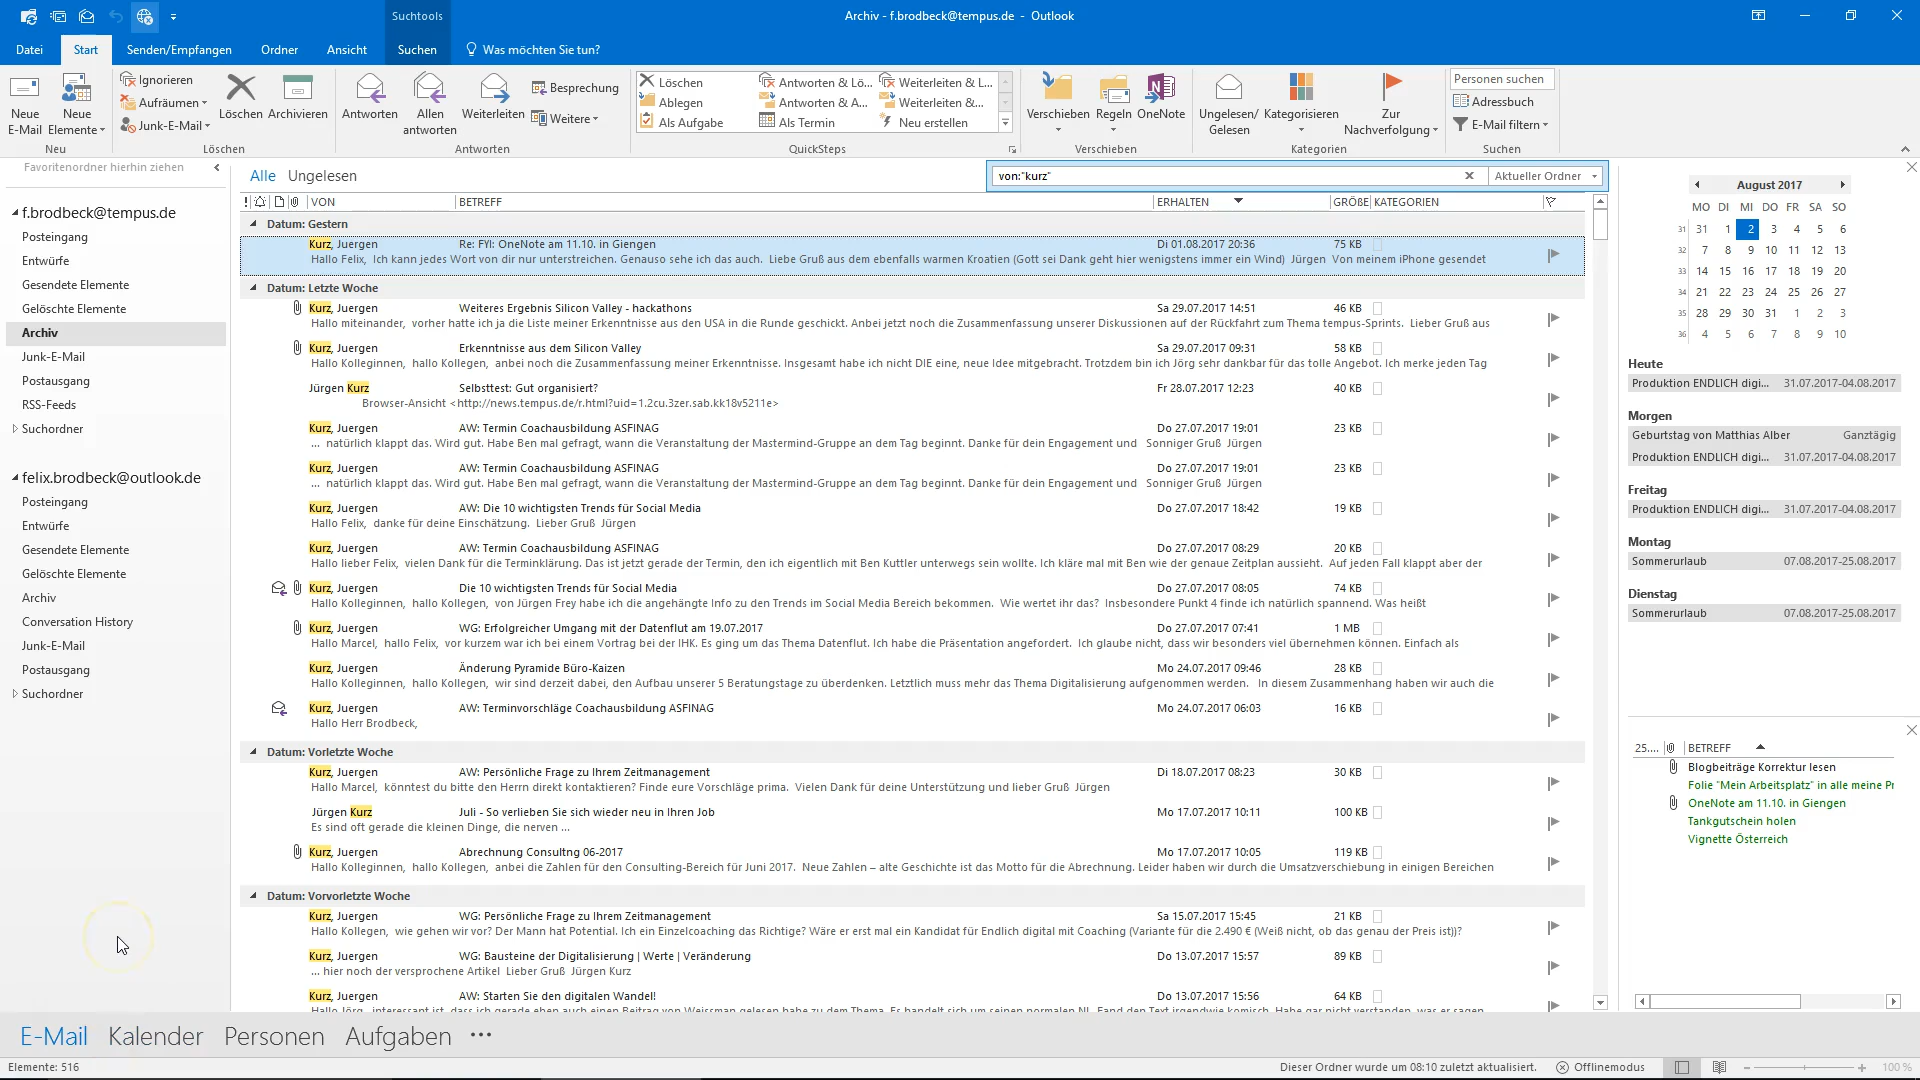 Suchtools
Archiv - f.brodbeck@tempus.de - Outlook
Datei
Start
Senden/Empfangen
Ordner
Ansicht
Suchen
Was möchten Sie tun?
Neue E-Mail
Neue Elemente
Neu
Ignorieren
Aufräumen
Junk-E-Mail
Löschen
Archivieren
Löschen
Antworten
Allen antworten
Weiterleiten
Besprechung
Weitere
Antworten
Löschen
Antworten & Lö...
Weiterleiten & L...
Ablegen
Antworten & A...
Weiterleiten &...
Als Aufgabe
Als Termin
Neu erstellen
QuickSteps
Verschieben
Regeln
OneNote
Verschieben
Ungelesen/ Gelesen
Kategorisieren
Zur Nachverfolgung
Kategorien
Personen suchen
Adressbuch
E-Mail filtern
Suchen
Favoritenordner hierhin ziehen
f.brodbeck@tempus.de
Posteingang
Entwürfe
Gesendete Elemente
Gelöschte Elemente
Archiv
Junk-E-Mail
Postausgang
RSS-Feeds
Suchordner
felix.brodbeck@outlook.de
Posteingang
Entwürfe
Gesendete Elemente
Gelöschte Elemente
Archiv
Conversation History
Junk-E-Mail
Postausgang
Suchordner
Alle Ungelesen
von:"kurz"
Aktueller Ordner
VON BETREFF ERHALTEN GRÖßE KATEGORIEN
Datum: Gestern
Kurz, Juergen Re: FYI: OneNote am 11.10. in Giengen Di 01.08.2017 20:36 75 KB
Hallo Felix, Ich kann jedes Wort von dir nur unterstreichen. Genauso sehe ich das auch. Liebe Gruß aus dem ebenfalls warmen Kroatien (Gott sei Dank geht hier wenigstens immer ein Wind) Jürgen Von meinem iPhone gesendet
Datum: Letzte Woche
Kurz, Juergen Weiteres Ergebnis Silicon Valley - hackathons Sa 29.07.2017 14:51 46 KB
Hallo miteinander, vorher hatte ich ja die Liste meiner Erkenntnisse aus den USA in die Runde geschickt. Anbei jetzt noch die Zusammenfassung unserer Diskussionen auf der Rückfahrt zum Thema tempus-Sprints. Lieber Gruß aus
Kurz, Juergen Erkenntnisse aus dem Silicon Valley Sa 29.07.2017 09:31 58 KB
Hallo Kolleginnen, hallo Kollegen, anbei noch die Zusammenfassung meiner Erkenntnisse. Insgesamt habe ich nicht DIE eine, neue Idee mitgebracht. Trotzdem bin ich Jörg sehr dankbar für das tolle Angebot. Ich merke jeden Tag
Jürgen Kurz Selbsttest: Gut organisiert? Fr 28.07.2017 12:23 40 KB
Browser-Ansicht <http://news.tempus.de/r.html?uid=1.2cu.3zer.sab.kk18v5211e>
Kurz, Juergen AW: Termin Coachausbildung ASFINAG Do 27.07.2017 19:01 23 KB
... natürlich klappt das. Wird gut. Habe Ben mal gefragt, wann die Veranstaltung der Mastermind-Gruppe an dem Tag beginnt. Danke für dein Engagement und Sonniger Gruß Jürgen
Kurz, Juergen AW: Termin Coachausbildung ASFINAG Do 27.07.2017 19:01 23 KB
... natürlich klappt das. Wird gut. Habe Ben mal gefragt, wann die Veranstaltung der Mastermind-Gruppe an dem Tag beginnt. Danke für dein Engagement und Sonniger Gruß Jürgen
Kurz, Juergen AW: Die 10 wichtigsten Trends für Social Media Do 27.07.2017 18:42 19 KB
Hallo Felix, danke für deine Einschätzung. Lieber Gruß Jürgen
Kurz, Juergen AW: Termin Coachausbildung ASFINAG Do 27.07.2017 08:29 20 KB
Hallo lieber Felix, vielen Dank für die Terminklärung. Das ist jetzt gerade der Termin, den ich eigentlich mit Ben Kuttler unterwegs sein wollte. Ich kläre mal mit Ben wie der genaue Zeitplan aussieht. Auf jeden Fall klappt aber der
Kurz, Juergen Die 10 wichtigsten Trends für Social Media Do 27.07.2017 08:05 74 KB
Hallo Kolleginnen, hallo Kollegen, von Jürgen Frey habe ich die angehängte Info zu den Trends im Social Media Bereich bekommen. Wie wertet ihr das? Insbesondere Punkt 4 finde ich natürlich spannend. Was heißt
Kurz, Juergen WG: Erfolgreicher Umgang mit der Datenflut am 19.07.2017 Do 27.07.2017 07:41 1 MB
Hallo Marcel, hallo Felix, vor kurzem war ich bei einem Vortrag bei der IHK. Es ging um das Thema Datenflut. Ich habe die Präsentation angefordert. Ich glaube nicht, dass wir besonders viel übernehmen können. Einfach als
Kurz, Juergen Änderung Pyramide Büro-Kaizen Mo 24.07.2017 09:46 28 KB
Hallo Kolleginnen, hallo Kollegen, wir sind derzeit dabei, den Aufbau unserer 5 Beratungstage zu überdenken. Letztlich muss mehr das Thema Digitalisierung aufgenommen werden. In diesem Zusammenhang haben wir auch die
Kurz, Juergen AW: Terminvorschläge Coachausbildung ASFINAG Mo 24.07.2017 06:03 16 KB
Hallo Herr Brodbeck,
Datum: Vorletzte Woche
Kurz, Juergen AW: Persönliche Frage zu Ihrem Zeitmanagement Di 18.07.2017 08:23 30 KB
Hallo Marcel, könntest du bitte den Herrn direkt kontaktieren? Finde eure Vorschläge prima. Vielen Dank für deine Unterstützung und lieber Gruß Jürgen
Jürgen Kurz Juli - So verlieben Sie sich wieder neu in Ihren Job Mo 17.07.2017 10:11 100 KB
Es sind oft gerade die kleinen Dinge, die nerven ...
Kurz, Juergen Abrechnung Consultng 06-2017 Mo 17.07.2017 10:05 119 KB
Hallo Kolleginnen, hallo Kollegen, anbei die Zahlen für den Consulting-Bereich für Juni 2017. Neue Zahlen – alte Geschichte ist das Motto für die Abrechnung. Leider haben wir durch die Umsatzverschiebung in einigen Bereichen
Datum: Vorvorletzte Woche
Kurz, Juergen WG: Persönliche Frage zu Ihrem Zeitmanagement Sa 15.07.2017 15:45 21 KB
Hallo Kollegen, wie gehen wir vor? Der Mann hat Potential. Ich ein Einzelcoaching das Richtige? Wäre er erst mal ein Kandidat für Endlich digital mit Coaching (Variante für die 2.490 € (Weiß nicht, ob das genau der Preis ist))?
Kurz, Juergen WG: Bausteine der Digitalisierung | Werte | Veränderung Do 13.07.2017 15:57 89 KB
... hier noch der versprochene Artikel Lieber Gruß Jürgen Kurz
Kurz, Juergen AW: Starten Sie den digitalen Wandel! Do 13.07.2017 15:56 64 KB
Hallo Jörg, interessant ist, dass ich gerade eben auch einen Beitrag von Weissman gelesen habe zu dem Thema. Es handelt sich um seinen normalen NL. Fand den Text irgendwie komisch. Habe gar nicht verstanden, was er sagen
August 2017
MO DI MI DO FR SA SO
31 31 1 2 3 4 5 6
32 7 8 9 10 11 12 13
33 14 15 16 17 18 19 20
34 21 22 23 24 25 26 27
35 28 29 30 31 1 2 3
36 4 5 6 7 8 9 10
Heute
Produktion ENDLICH digi... 31.07.2017-04.08.2017
Morgen
Geburtstag von Matthias Alber Ganztägig
Produktion ENDLICH digi... 31.07.2017-04.08.2017
Freitag
Produktion ENDLICH digi... 31.07.2017-04.08.2017
Montag
Sommerurlaub 07.08.2017-25.08.2017
Dienstag
Sommerurlaub 07.08.2017-25.08.2017
25.... BETREFF
Blogbeiträge Korrektur lesen
Folie "Mein Arbeitsplatz" in alle meine Pr
OneNote am 11.10. in Giengen
Tankgutschein holen
Vignette Österreich
E-Mail Kalender Personen Aufgaben ...
Elemente: 516
Dieser Ordner wurde um 08:10 zuletzt aktualisiert.
Offlinemodus
100 %